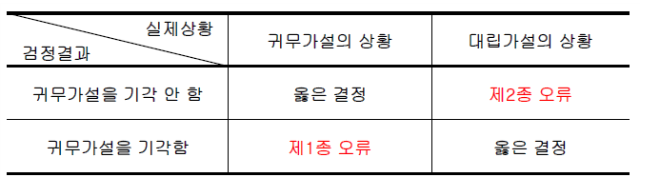 실제상황
검정결과
귀무가설의 상황
대립가설의 상황
귀무가설을 기각 안 함
옳은 결정
제2종 오류
귀무가설을 기각함
제1종 오류
옳은 결정